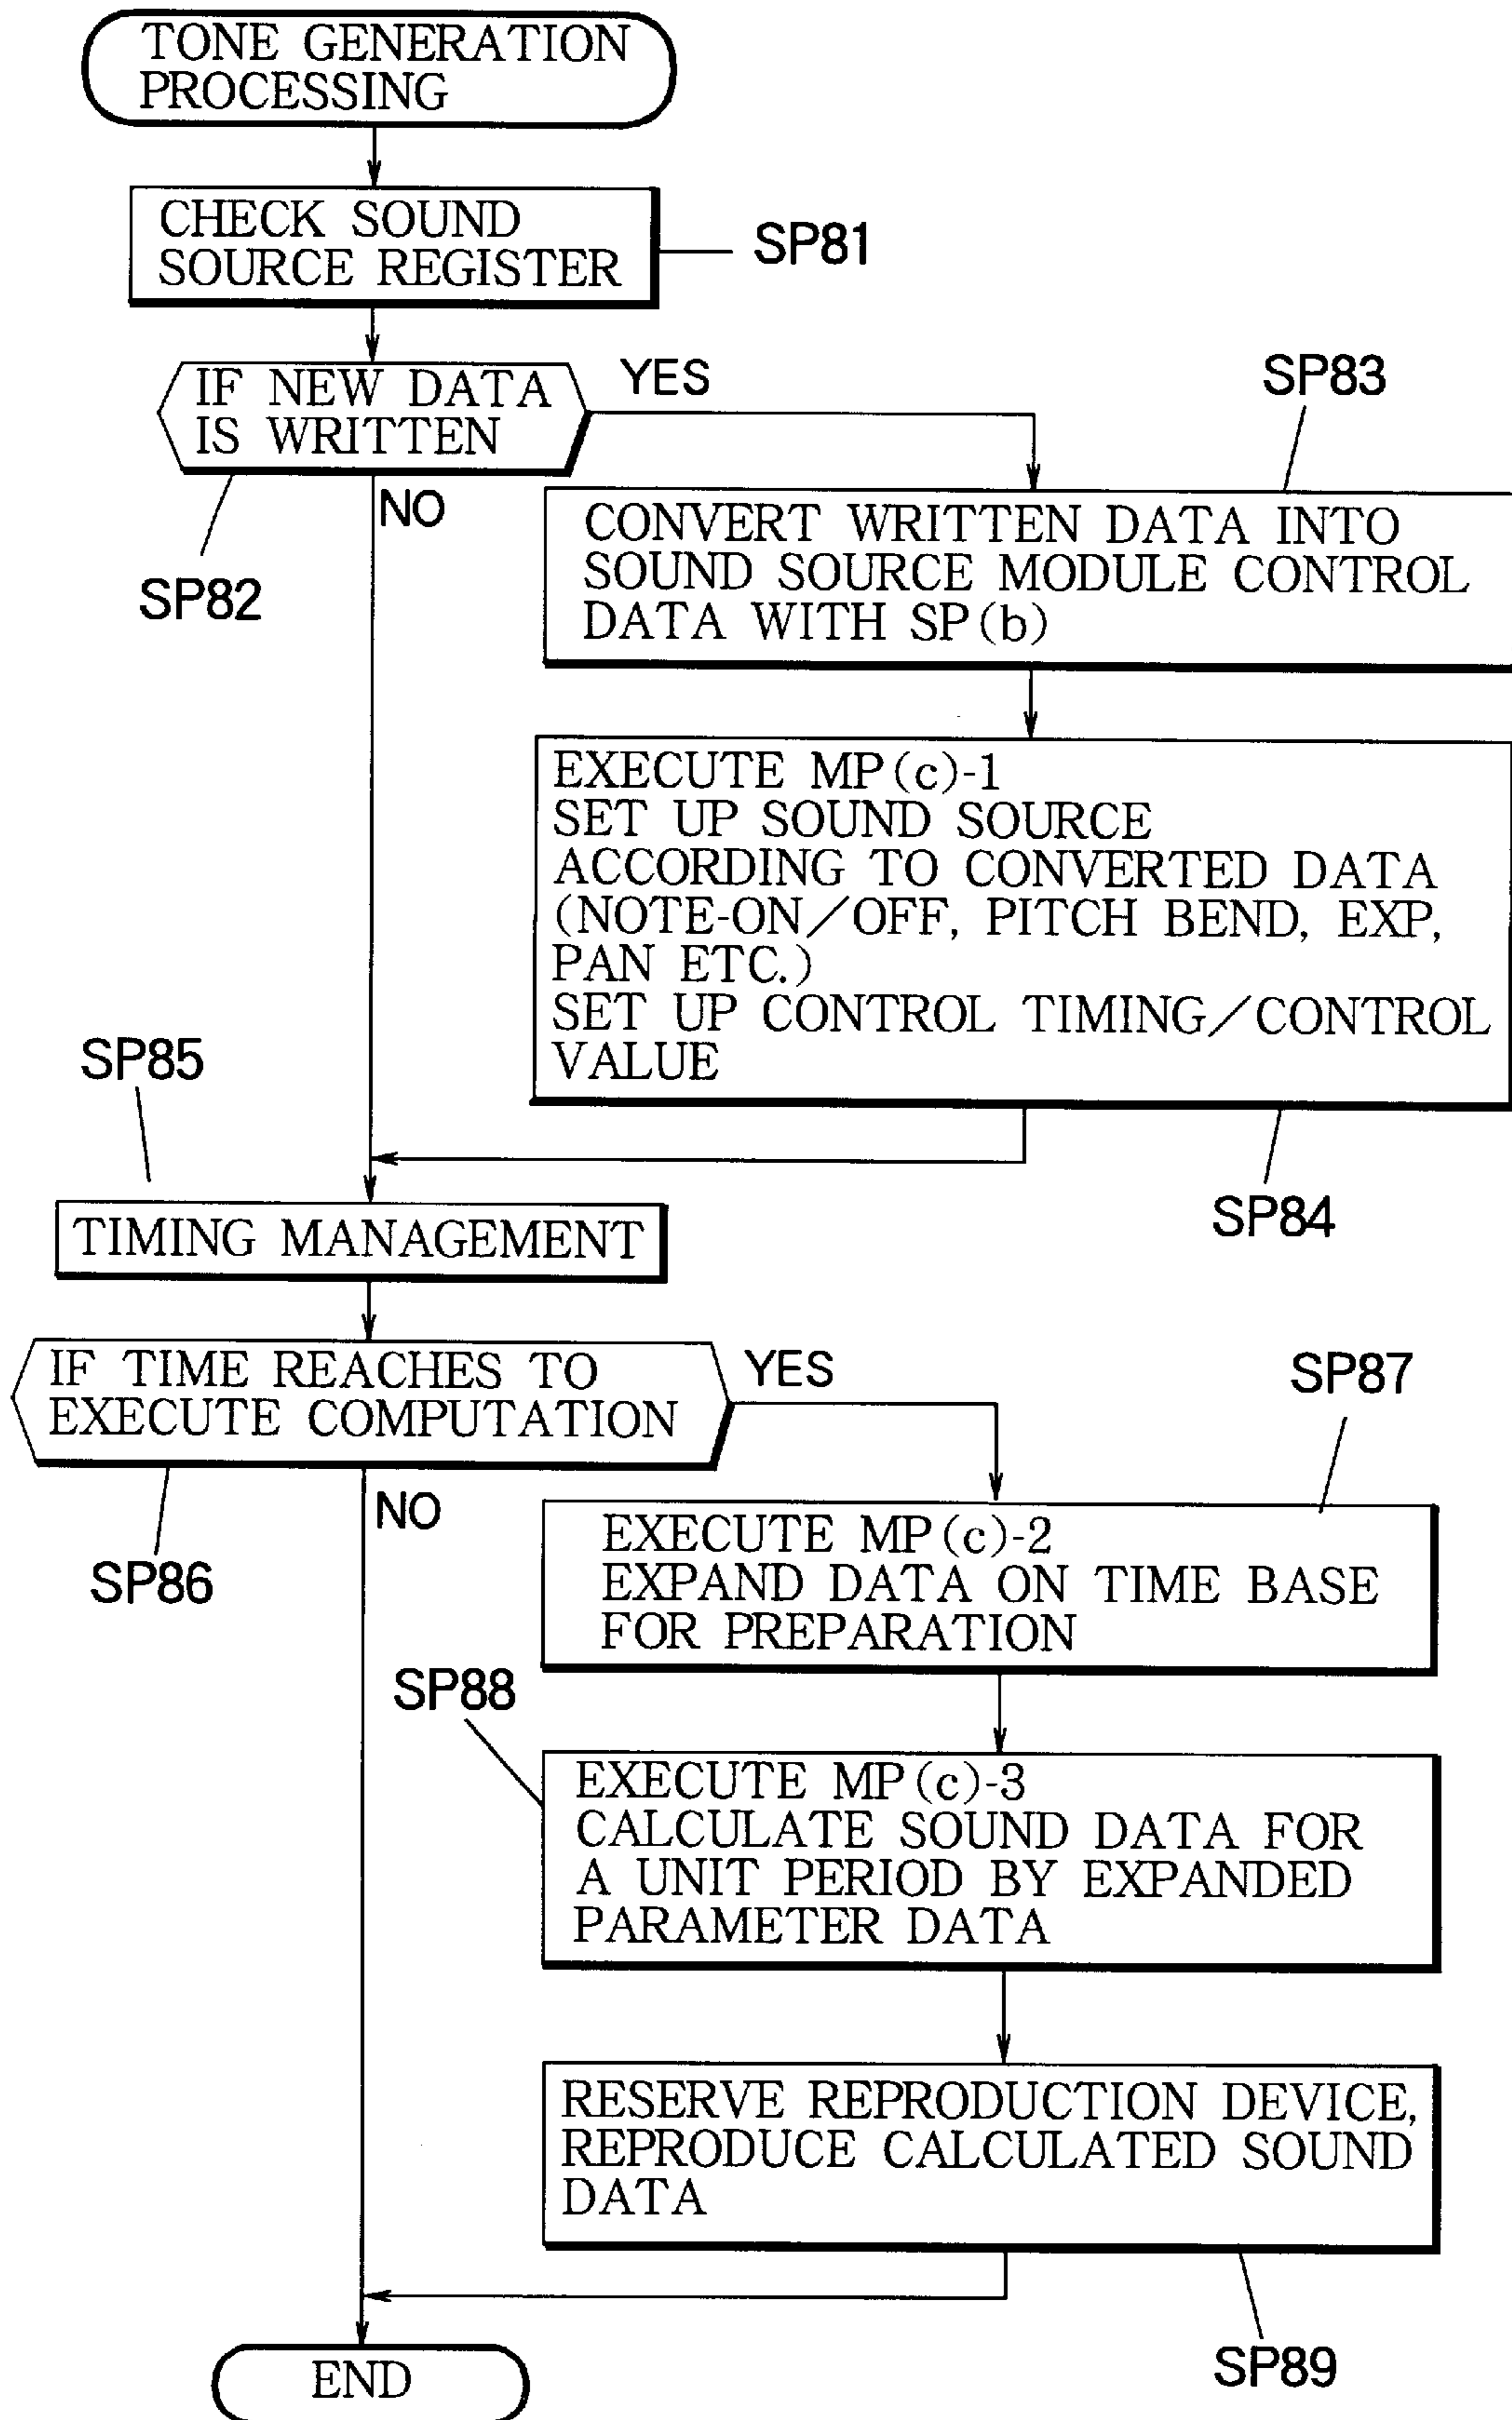 TONE GENERATION
PROCESSING
CHECK SOUND
SOURCE REGISTER
SP81
IF NEW DATA
IS WRITTEN
YES
NO
SP82
SP83
CONVERT WRITTEN DATA INTO
SOUND SOURCE MODULE CONTROL
DATA WITH SP(b)
EXECUTE MP(c)-1
SET UP SOUND SOURCE
ACCORDING TO CONVERTED DATA
(NOTE-ON/OFF, PITCH BEND, EXP,
PAN ETC.)
SET UP CONTROL TIMING/CONTROL
VALUE
SP84
SP85
TIMING MANAGEMENT
IF TIME REACHES TO
EXECUTE COMPUTATION
YES
NO
SP86
SP87
EXECUTE MP(c)-2
EXPAND DATA ON TIME BASE
FOR PREPARATION
SP88
EXECUTE MP(c)-3
CALCULATE SOUND DATA FOR
A UNIT PERIOD BY EXPANDED
PARAMETER DATA
RESERVE REPRODUCTION DEVICE,
REPRODUCE CALCULATED SOUND
DATA
SP89
END